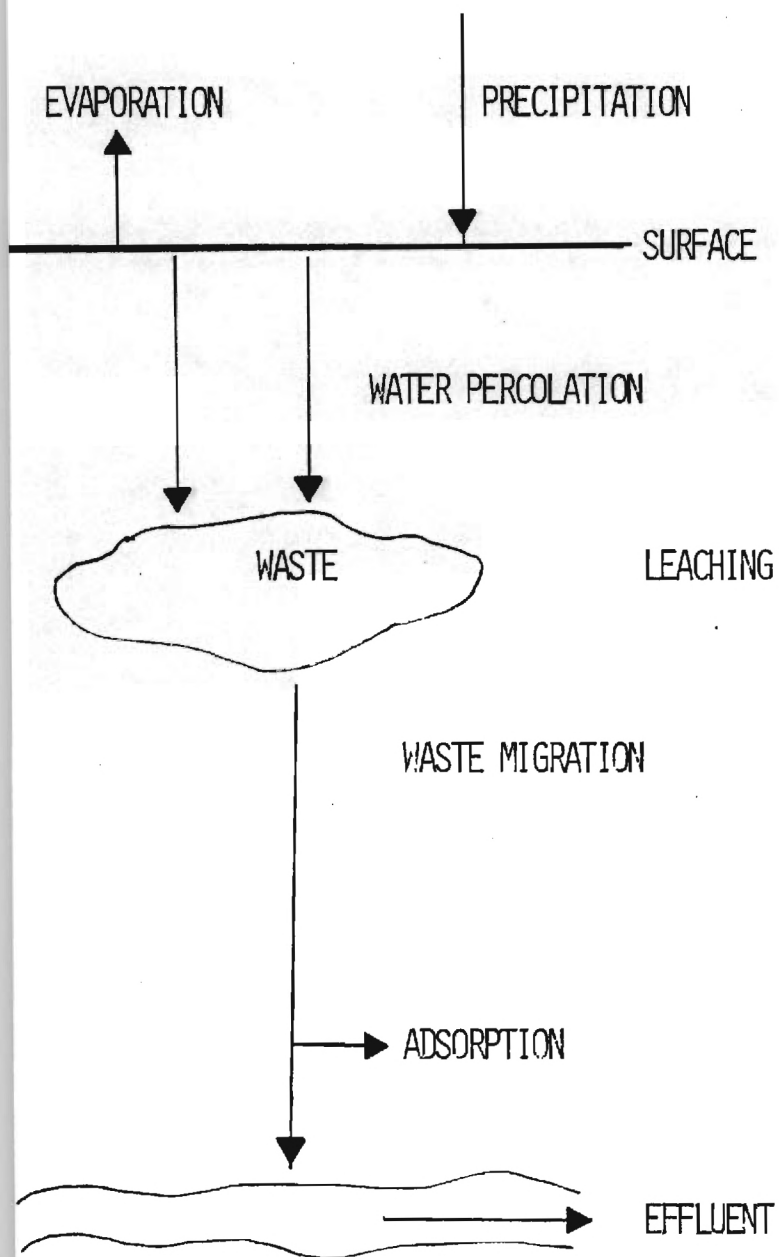 EVAPORATION PRECIPITATION
SURFACE
WATER PERCOLATION
WASTE LEACHING
WASTE MIGRATION
ADSORPTION
EFFLUENT